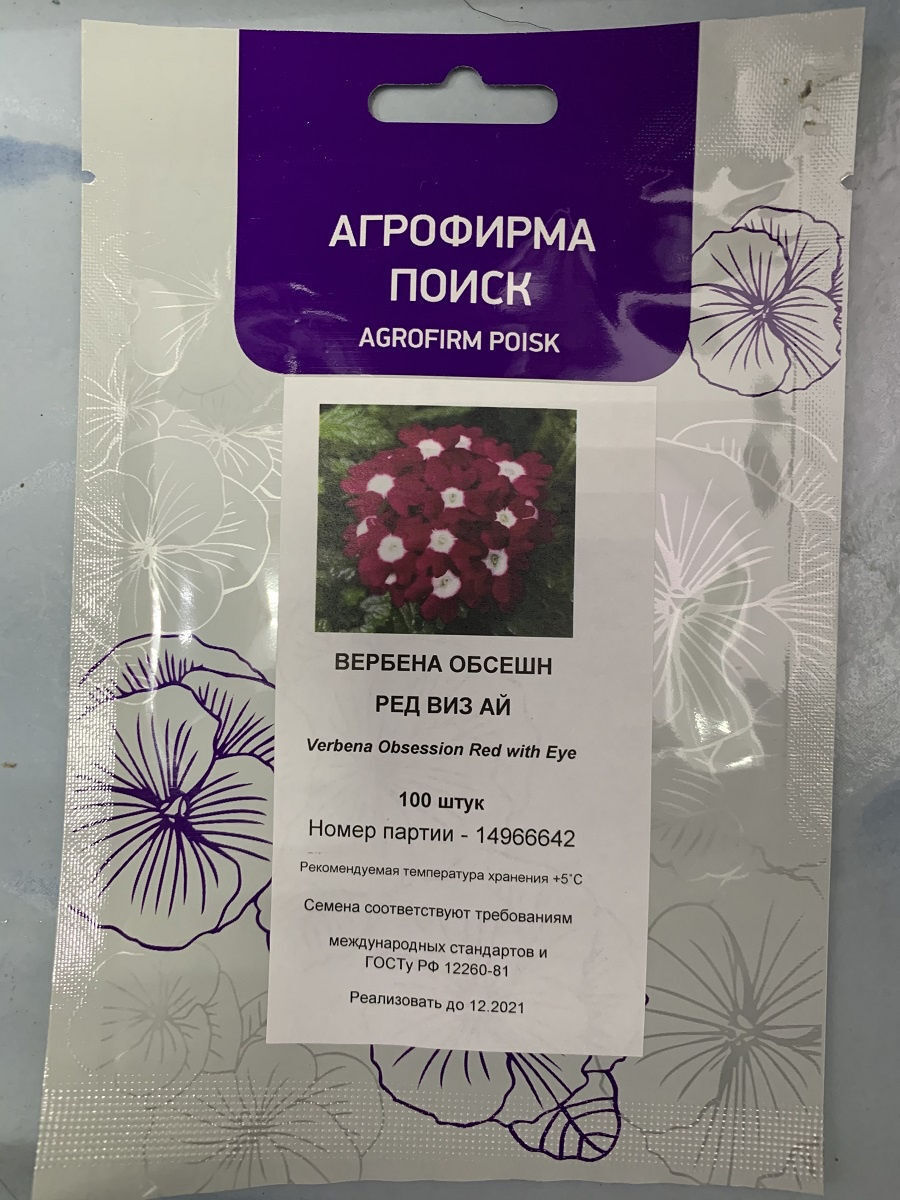 АГРОФИРМА
ПОИСК
AGROFIRM POISK
ВЕРБЕНА ОБСЕШН
РЕД ВИЗ АЙ
Verbena Obsession Red with Eye
100 штук
Номер партии - 14966642
Рекомендуемая температура хранения +5˚C
Семена соответствуют требованиям
международных стандартов и
ГОСТу РФ 12260-81
Реализовать до 12.2021